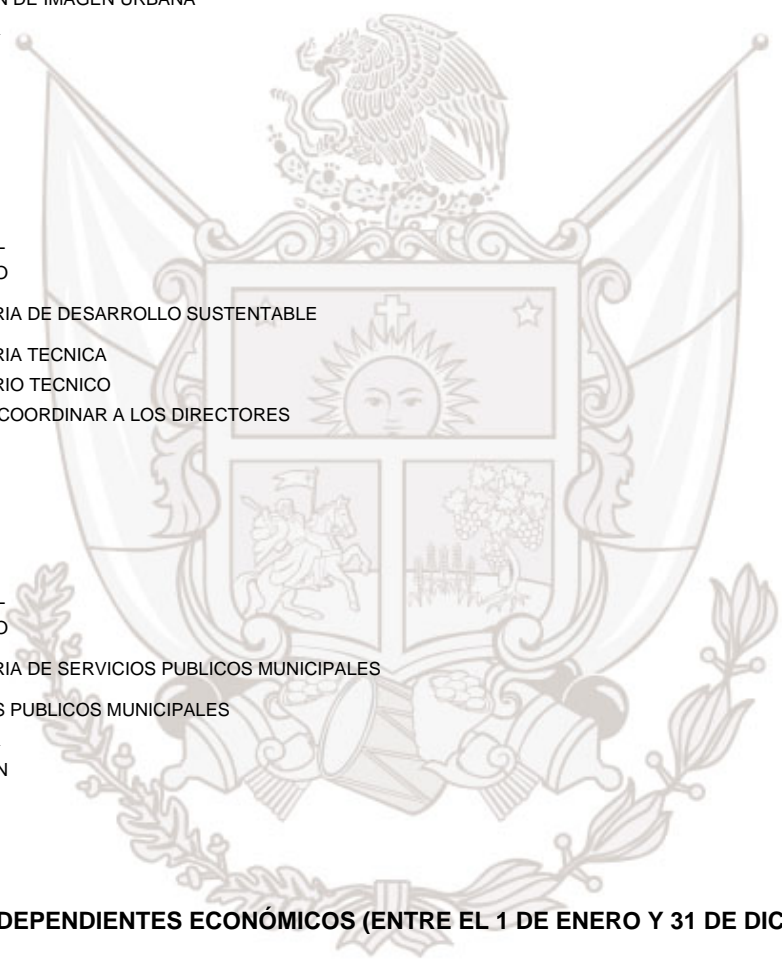 N DE IMAGEN URBANA
L
O
RIA DE DESARROLLO SUSTENTABLE
RIA TECNICA
RIO TECNICO
COORDINAR A LOS DIRECTORES
L
O
RIA DE SERVICIOS PUBLICOS MUNICIPALES
S PUBLICOS MUNICIPALES
N
DEPENDIENTES ECONÓMICOS (ENTRE EL 1 DE ENERO Y 31 DE DIC